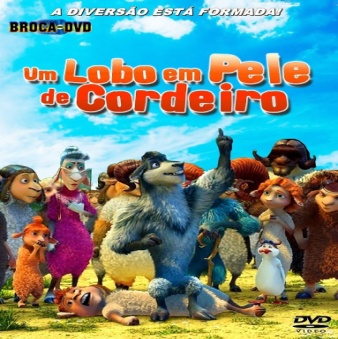 A DIVERSÃO ESTÁ FORMADA!
BROCA-DVD
UM LOBO EM PELE
DE CORDEIRO
DVD
VIDEO